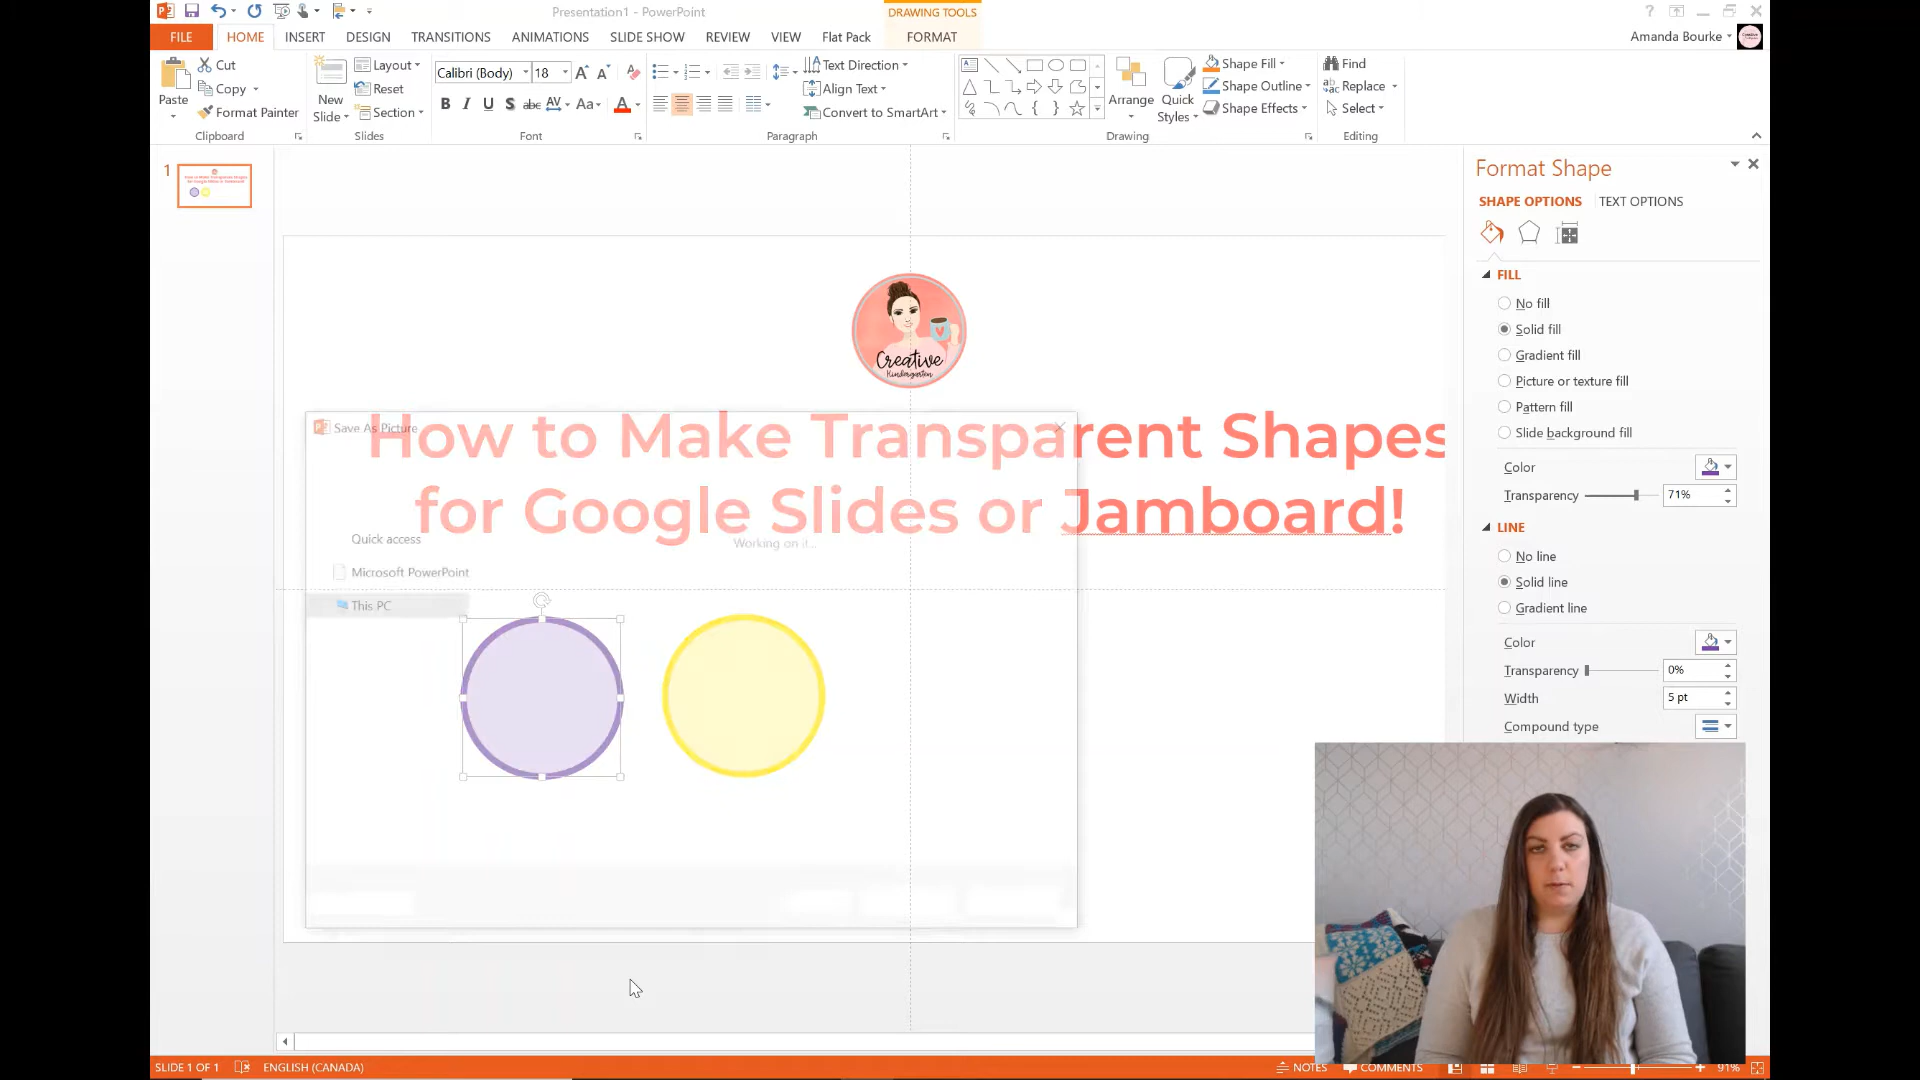 Presentation1 - PowerPoint
DRAWING TOOLS
FILE
HOME
INSERT
DESIGN
TRANSITIONS
ANIMATIONS
SLIDE SHOW
REVIEW
VIEW
Flat Pack
FORMAT
Amanda Bourke
Paste
Cut
Copy
Format Painter
Clipboard
New
Slide
Layout
Reset
Section
Slides
Calibri (Body)
18
B I U S abc AV Aa A
Font
Text Direction
Align Text
Convert to SmartArt
Paragraph
Arrange
Quick
Styles
Shape Fill
Shape Outline
Shape Effects
Drawing
Find
Replace
Select
Editing
1
Creative
Kindergarten
How to Make Transparent Shapes
for Google Slides or Jamboard!
Save As Picture
Quick access
Working on it...
Microsoft PowerPoint
This PC
Format Shape
SHAPE OPTIONS
TEXT OPTIONS
FILL
No fill
Solid fill
Gradient fill
Picture or texture fill
Pattern fill
Slide background fill
Color
Transparency
71%
LINE
No line
Solid line
Gradient line
Color
Transparency
0%
Width
5 pt
Compound type
SLIDE 1 OF 1
ENGLISH (CANADA)
NOTES
COMMENTS
91%